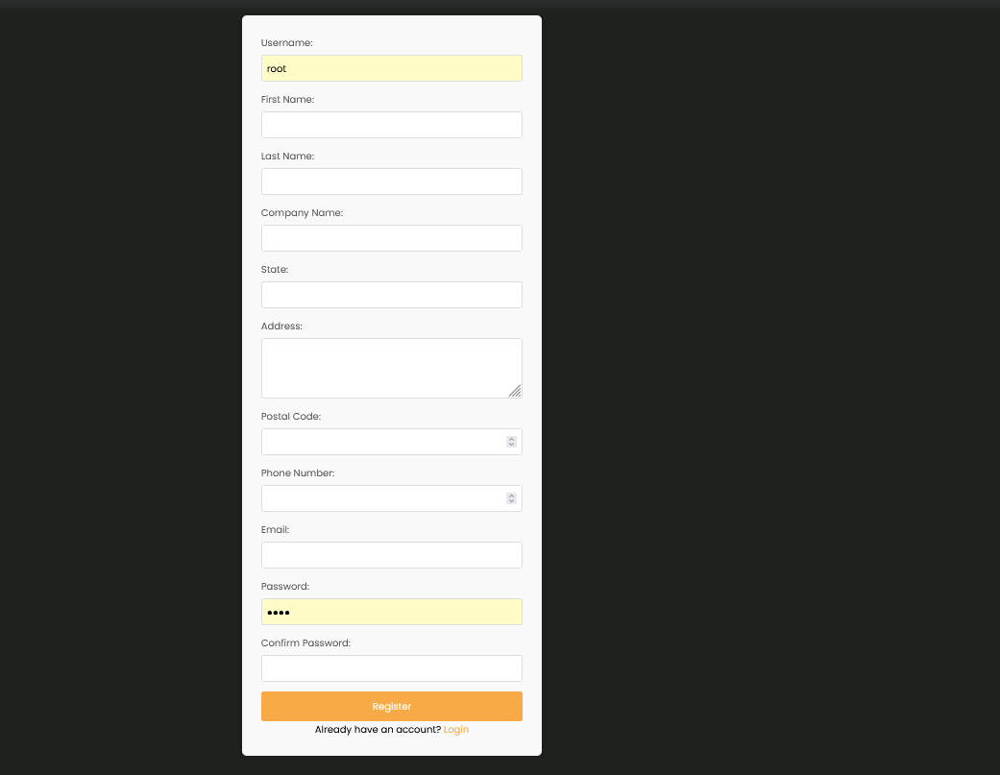 Username:
root
First Name:
Last Name:
Company Name:
State:
Address:
Postal Code:
Phone Number:
Email:
Password:
••••
Confirm Password:
Register
Already have an account? Login